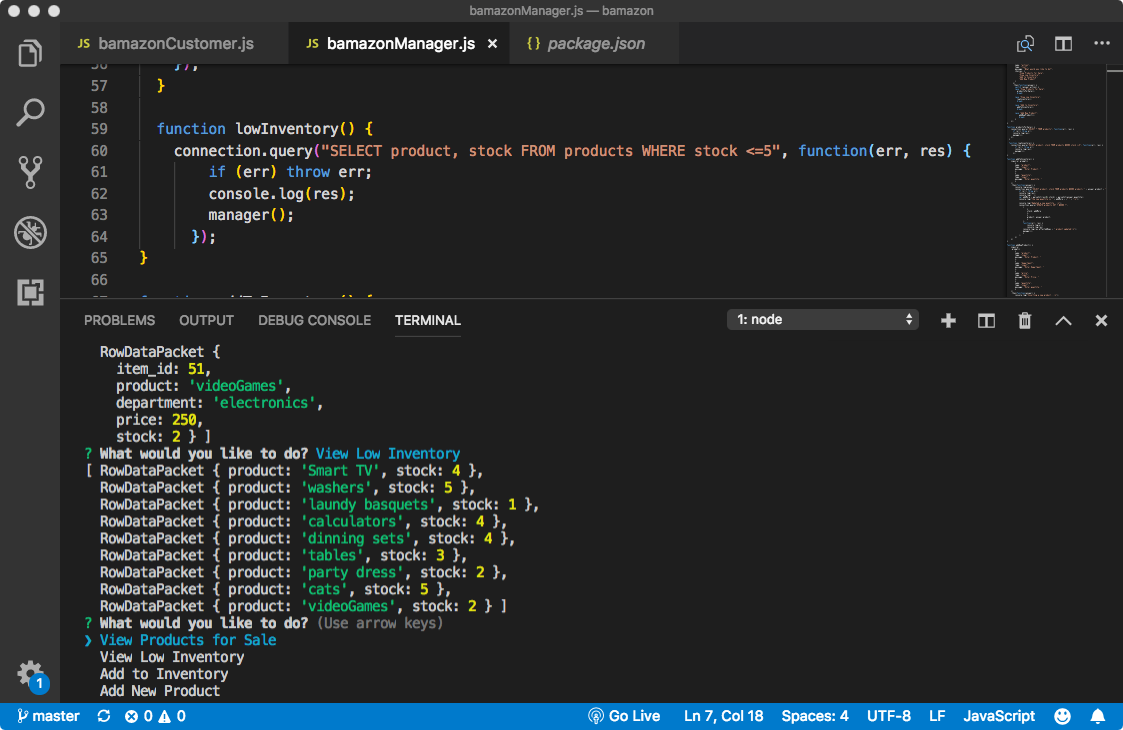 bamazonManager.js — bamazon
JS bamazonCustomer.js JS bamazonManager.js × {} package.json
56 });
57 }
58
59 function lowInventory() {
60 connection.query("SELECT product, stock FROM products WHERE stock <=5", function(err, res) {
61 if (err) throw err;
62 console.log(res);
63 manager();
64 });
65 }
66
PROBLEMS OUTPUT DEBUG CONSOLE TERMINAL 1: node
RowDataPacket {
item_id: 51,
product: 'videoGames',
department: 'electronics',
price: 250,
stock: 2 } ]
? What would you like to do? View Low Inventory
[ RowDataPacket { product: 'Smart TV', stock: 4 },
RowDataPacket { product: 'washers', stock: 5 },
RowDataPacket { product: 'laundy basquets', stock: 1 },
RowDataPacket { product: 'calculators', stock: 4 },
RowDataPacket { product: 'dinning sets', stock: 4 },
RowDataPacket { product: 'tables', stock: 3 },
RowDataPacket { product: 'party dress', stock: 2 },
RowDataPacket { product: 'cats', stock: 5 },
RowDataPacket { product: 'videoGames', stock: 2 } ]
? What would you like to do? (Use arrow keys)
❯ View Products for Sale
View Low Inventory
Add to Inventory
Add New Product
1
master 0 0 Go Live Ln 7, Col 18 Spaces: 4 UTF-8 LF JavaScript